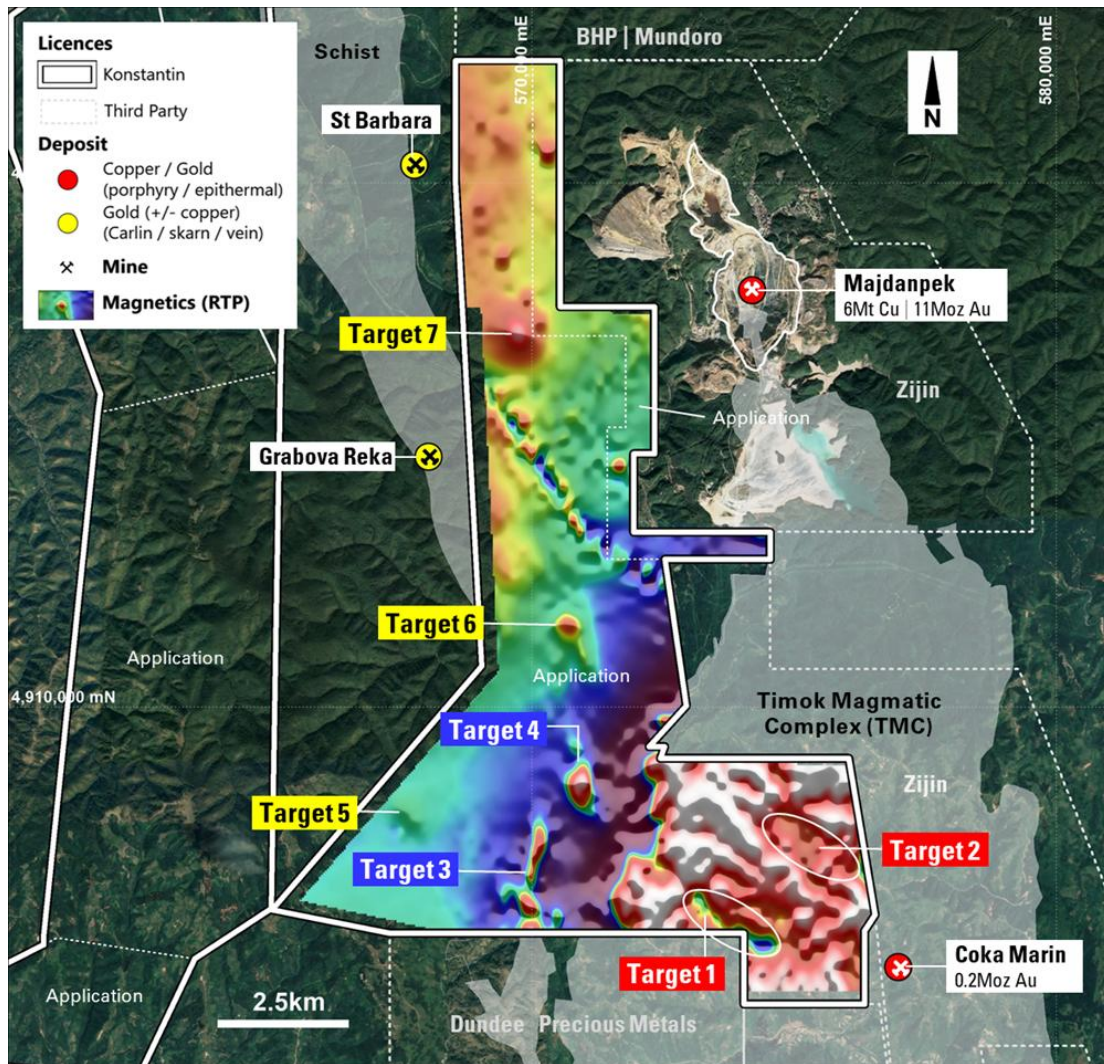 Licences
Konstantin
Third Party
Deposit
Copper / Gold
(porphyry / epithermal)
Gold (+/- copper)
(Carlin / skarn / vein)
Mine
Magnetics (RTP)
Schist
BHP | Mundoro
570,000 mE
580,000 mE
N
St Barbara
Majdanpek
6Mt Cu | 11Moz Au
Target 7
Zijin
Application
Grabova Reka
Target 6
Application
Application
4,910,000 mN
Timok Magmatic
Complex (TMC)
Target 4
Zijin
Target 5
Target 2
Target 3
Target 1
Coka Marin
0.2Moz Au
Application
2.5km
Dundee Precious Metals